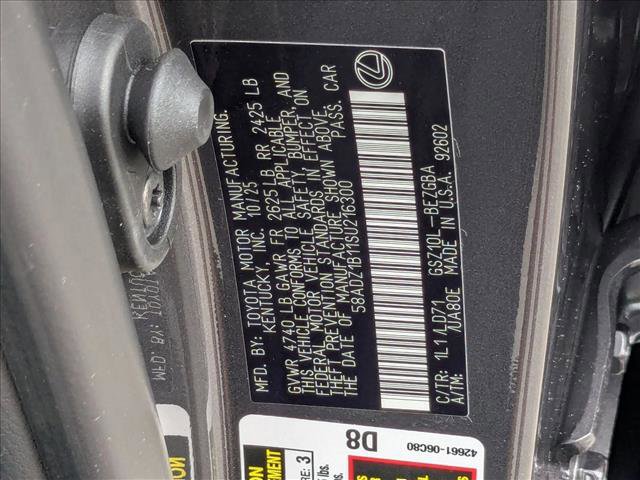 MFD. BY: TOYOTA MOTOR MANUFACTURING,
KENTUCKY, INC. 10/25
GVWR 4740 LB GAWR FR 2625 LB RR 2425 LB
THIS VEHICLE CONFORMS TO ALL APPLICABLE
FEDERAL MOTOR VEHICLE SAFETY, BUMPER, AND
THEFT PREVENTION STANDARDS IN EFFECT ON
THE DATE OF MANUFACTURE SHOWN ABOVE.
58ADZ1B11SU216300 PASS. CAR
C/TR: 1L1 LD71 GSZ10L-BEZGBA
A/TM: 7UA80E MADE IN U.S.A. 92602
D8
42661-06C80